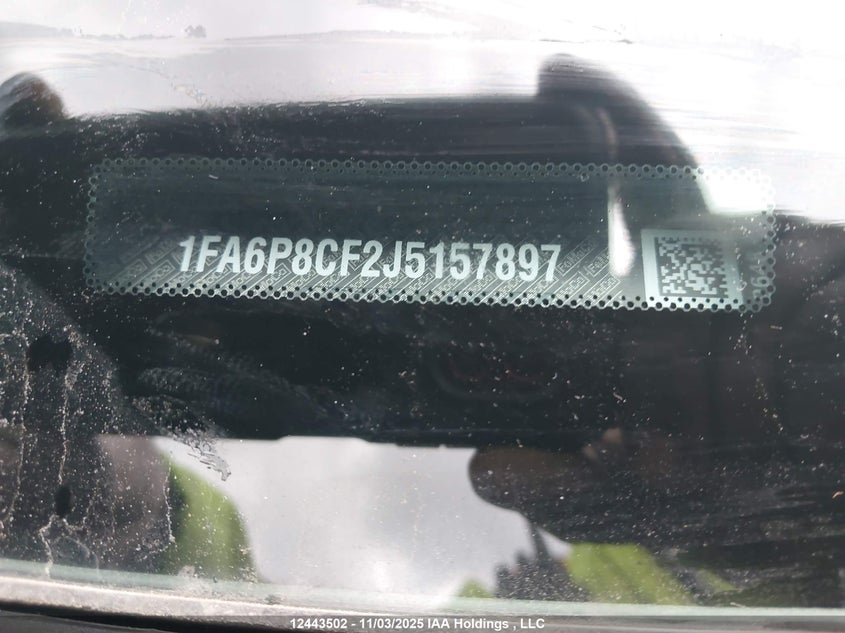 1FA6P8CF2J5157897
12443502 - 11/03/2025 IAA Holdings , LLC